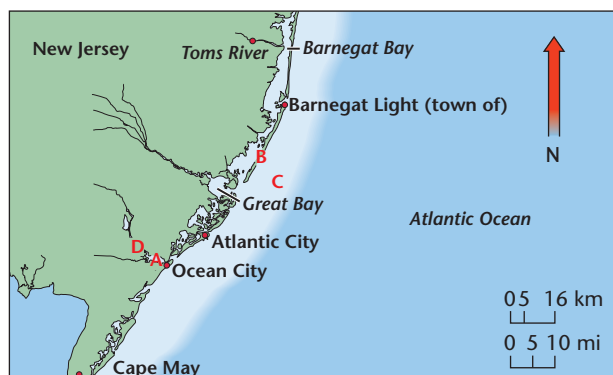 New Jersey
Toms River
Barnegat Bay
Barnegat Light (town of)
N
B
C
Great Bay
Atlantic Ocean
Atlantic City
D
A
Ocean City
0 5 16 km
0 5 10 mi
Cape May